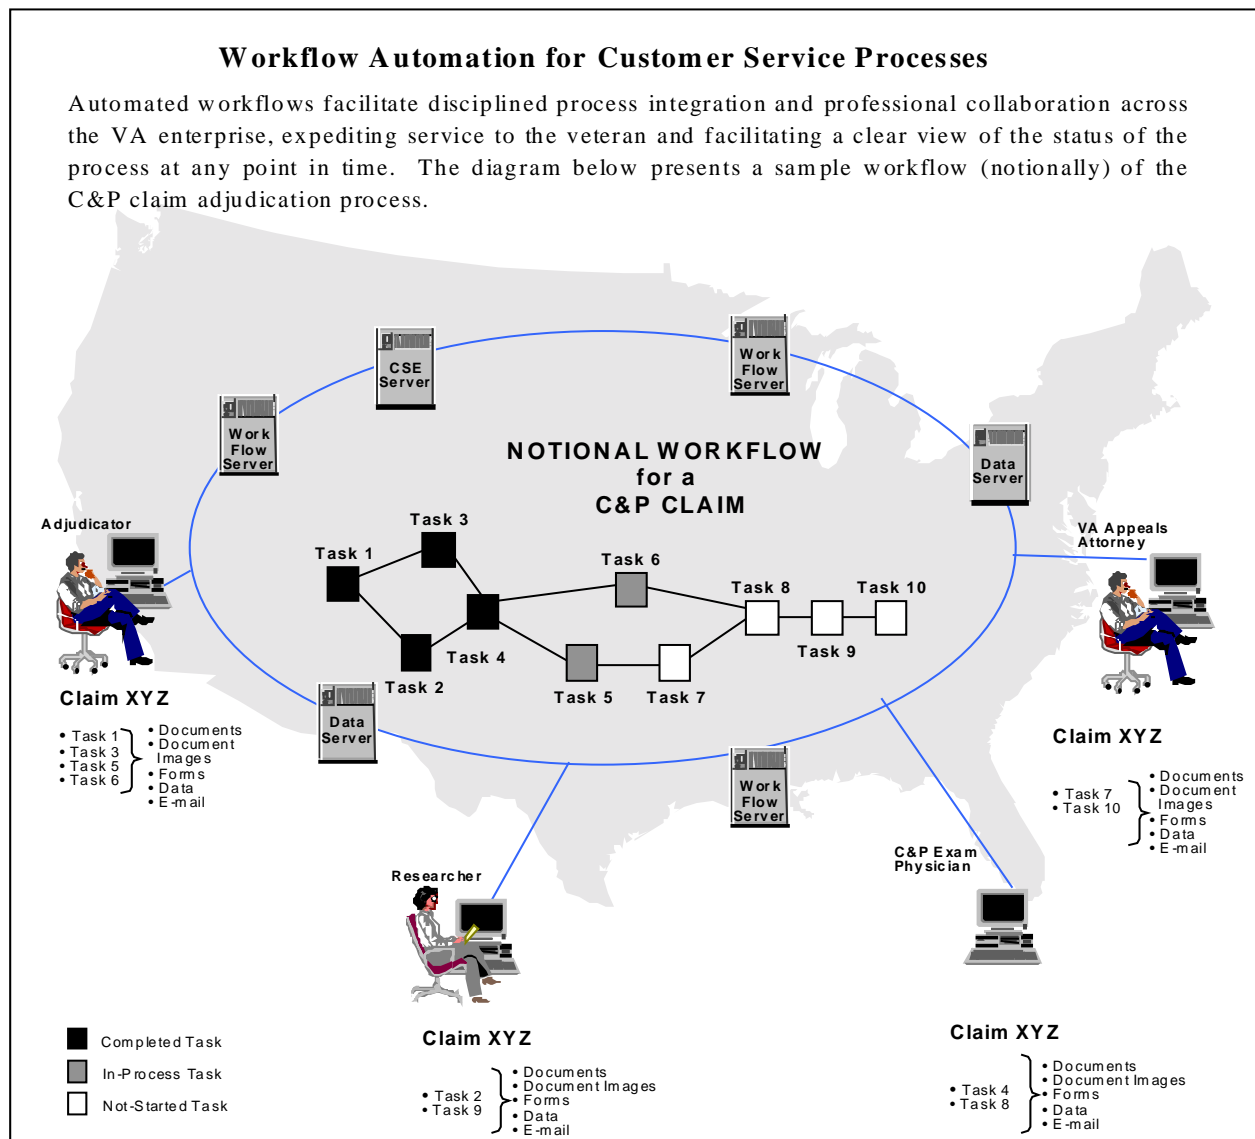 Workflow Automation for Customer Service Processes
Automated workflows facilitate disciplined process integration and professional collaboration across
the VA enterprise, expediting service to the veteran and facilitating a clear view of the status of the
process at any point in time. The diagram below presents a sample workflow (notionally) of the
C&P claim adjudication process.
CSE
Server
Work
Flow
Server
Work
Flow
Server
Data
Server
NOTIONAL WORKFLOW
for a
C&P CLAIM
Adjudicator
VA Appeals
Attorney
Task 1
Task 3
Task 6
Task 8
Task 10
Task 2
Task 4
Task 5
Task 7
Task 9
Data
Server
Work
Flow
Server
Claim XYZ
• Task 1
• Task 3
• Task 5
• Task 6
• Documents
• Document
Images
• Forms
• Data
• E-mail
Claim XYZ
• Task 7
• Task 10
• Documents
• Document
Images
• Forms
• Data
• E-mail
Researcher
C&P Exam
Physician
Completed Task
In-Process Task
Not-Started Task
Claim XYZ
• Task 2
• Task 9
• Documents
• Document Images
• Forms
• Data
• E-mail
Claim XYZ
• Task 4
• Task 8
• Documents
• Document Images
• Forms
• Data
• E-mail